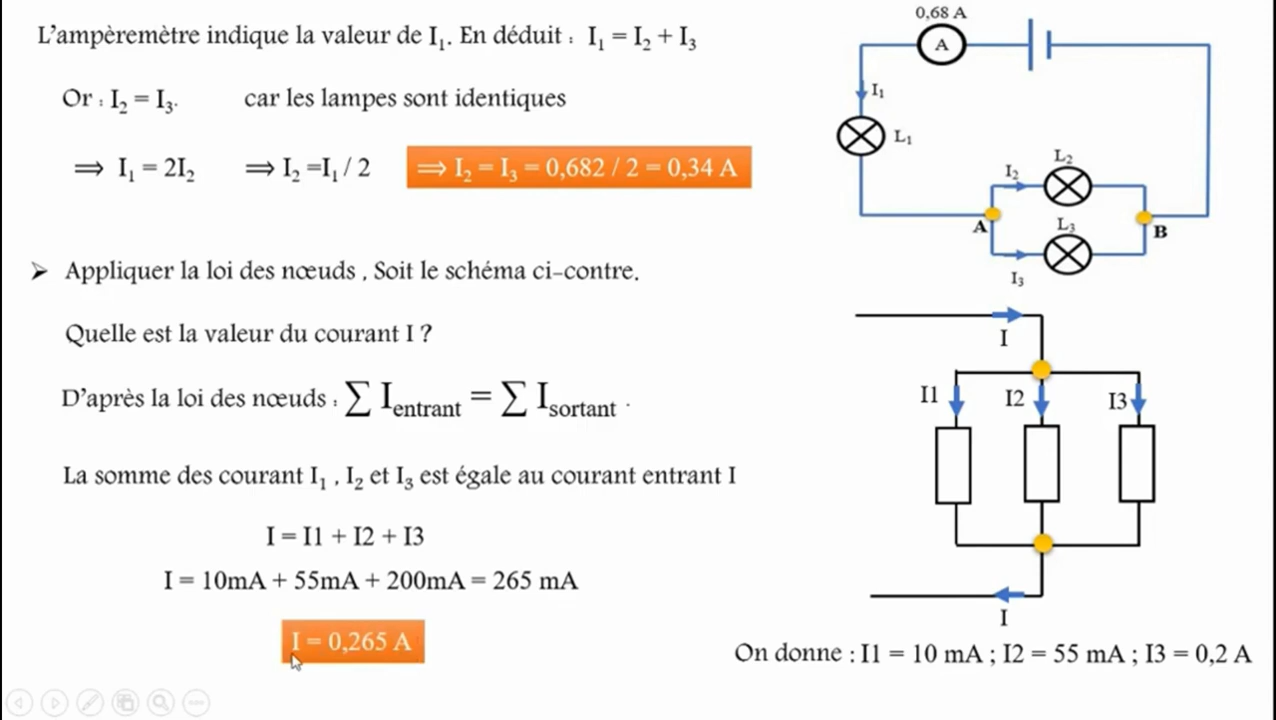 L'ampèremètre indique la valeur de I₁. En déduit : I₁ = I₂ + I₃
Or : I₂ = I₃. car les lampes sont identiques
⟹ I₁ = 2I₂ ⟹ I₂ =I₁ / 2 ⟹ I₂ = I₃ = 0,682 / 2 = 0,34 A
0,68 A
A
I₁
L₁
L₂
I₂
A
L₃
B
I₃
➢ Appliquer la loi des nœuds , Soit le schéma ci-contre.
Quelle est la valeur du courant I ?
D'après la loi des nœuds : ∑ I entrant = ∑ I sortant .
La somme des courant I₁ , I₂ et I₃ est égale au courant entrant I
I = I1 + I2 + I3
I = 10mA + 55mA + 200mA = 265 mA
I = 0,265 A
I
I1 I2 I3
I
On donne : I1 = 10 mA ; I2 = 55 mA ; I3 = 0,2 A